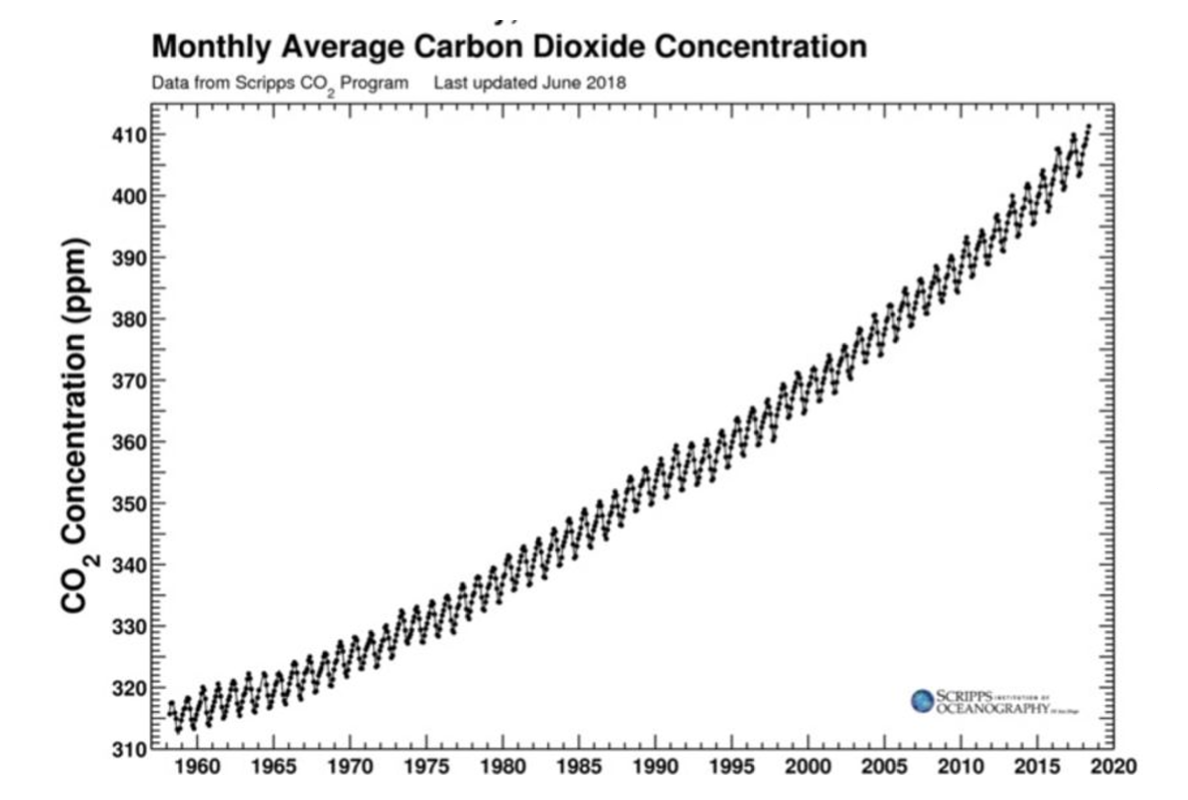 Monthly Average Carbon Dioxide Concentration
Data from Scripps CO2 Program Last updated June 2018
CO2 Concentration (ppm)
410
400
390
380
370
360
350
340
330
320
310
1960 1965 1970 1975 1980 1985 1990 1995 2000 2005 2010 2015 2020
SCRIPPS INSTITUTION OF
OCEANOGRAPHY